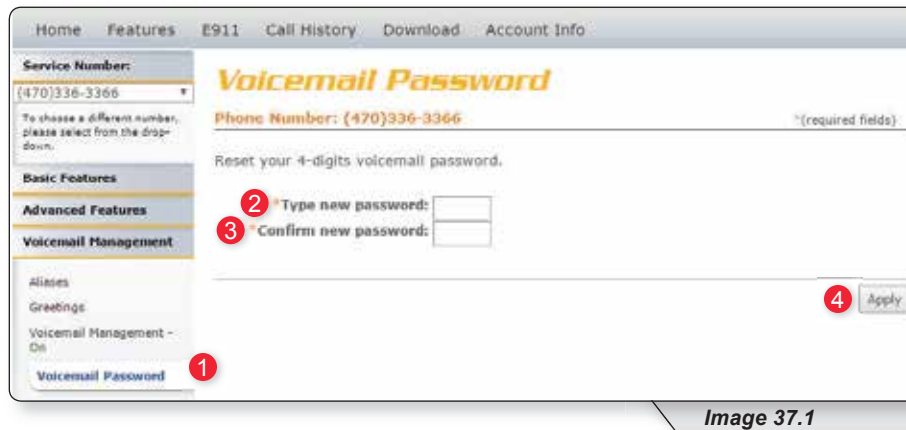 Home Features E911 Call History Download Account Info
Service Number:
(470)336-3366
To choose a different number,
please select from the drop-
down.
Basic Features
Advanced Features
Voicemail Management
Aliases
Greetings
Voicemail Management -
On
Voicemail Password
1
Voicemail Password
Phone Number: (470)336-3366
*(required fields)
Reset your 4-digits voicemail password.
2 *Type new password:
3 *Confirm new password:
4 Apply
Image 37.1